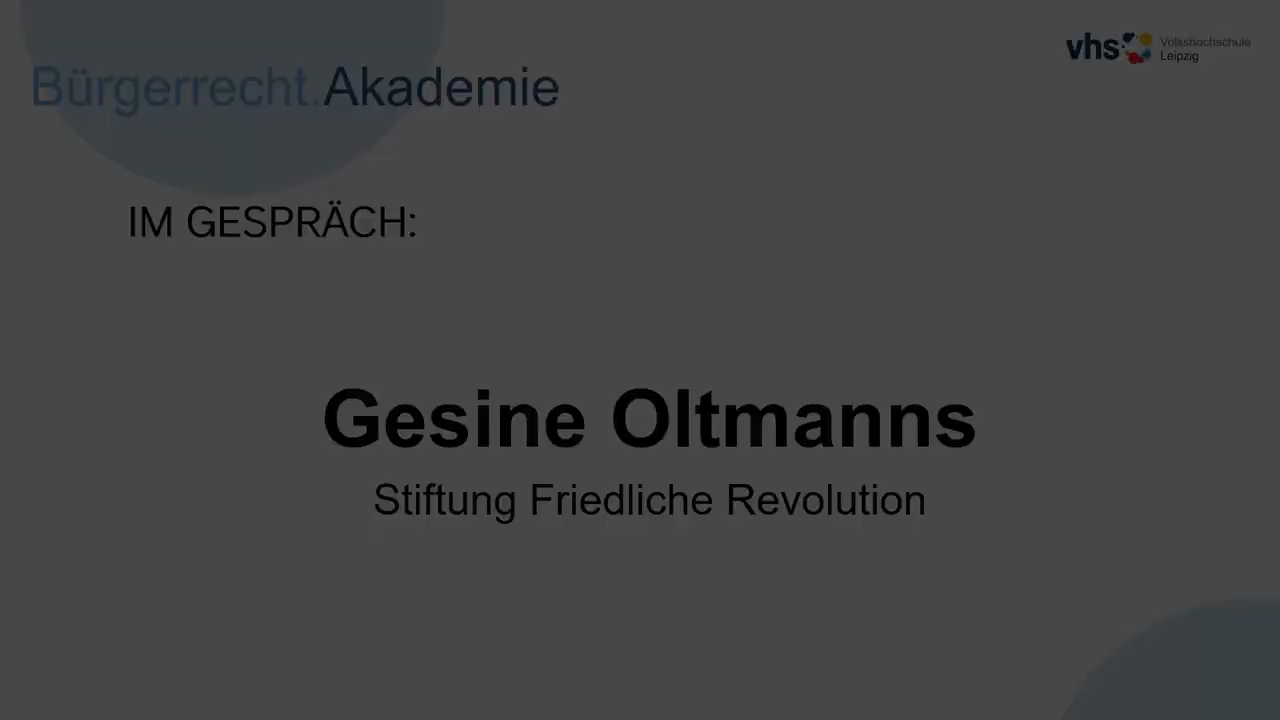 Bürgerrecht.Akademie
vhs Volkshochschule
Leipzig
IM GESPRÄCH:
Gesine Oltmanns
Stiftung Friedliche Revolution